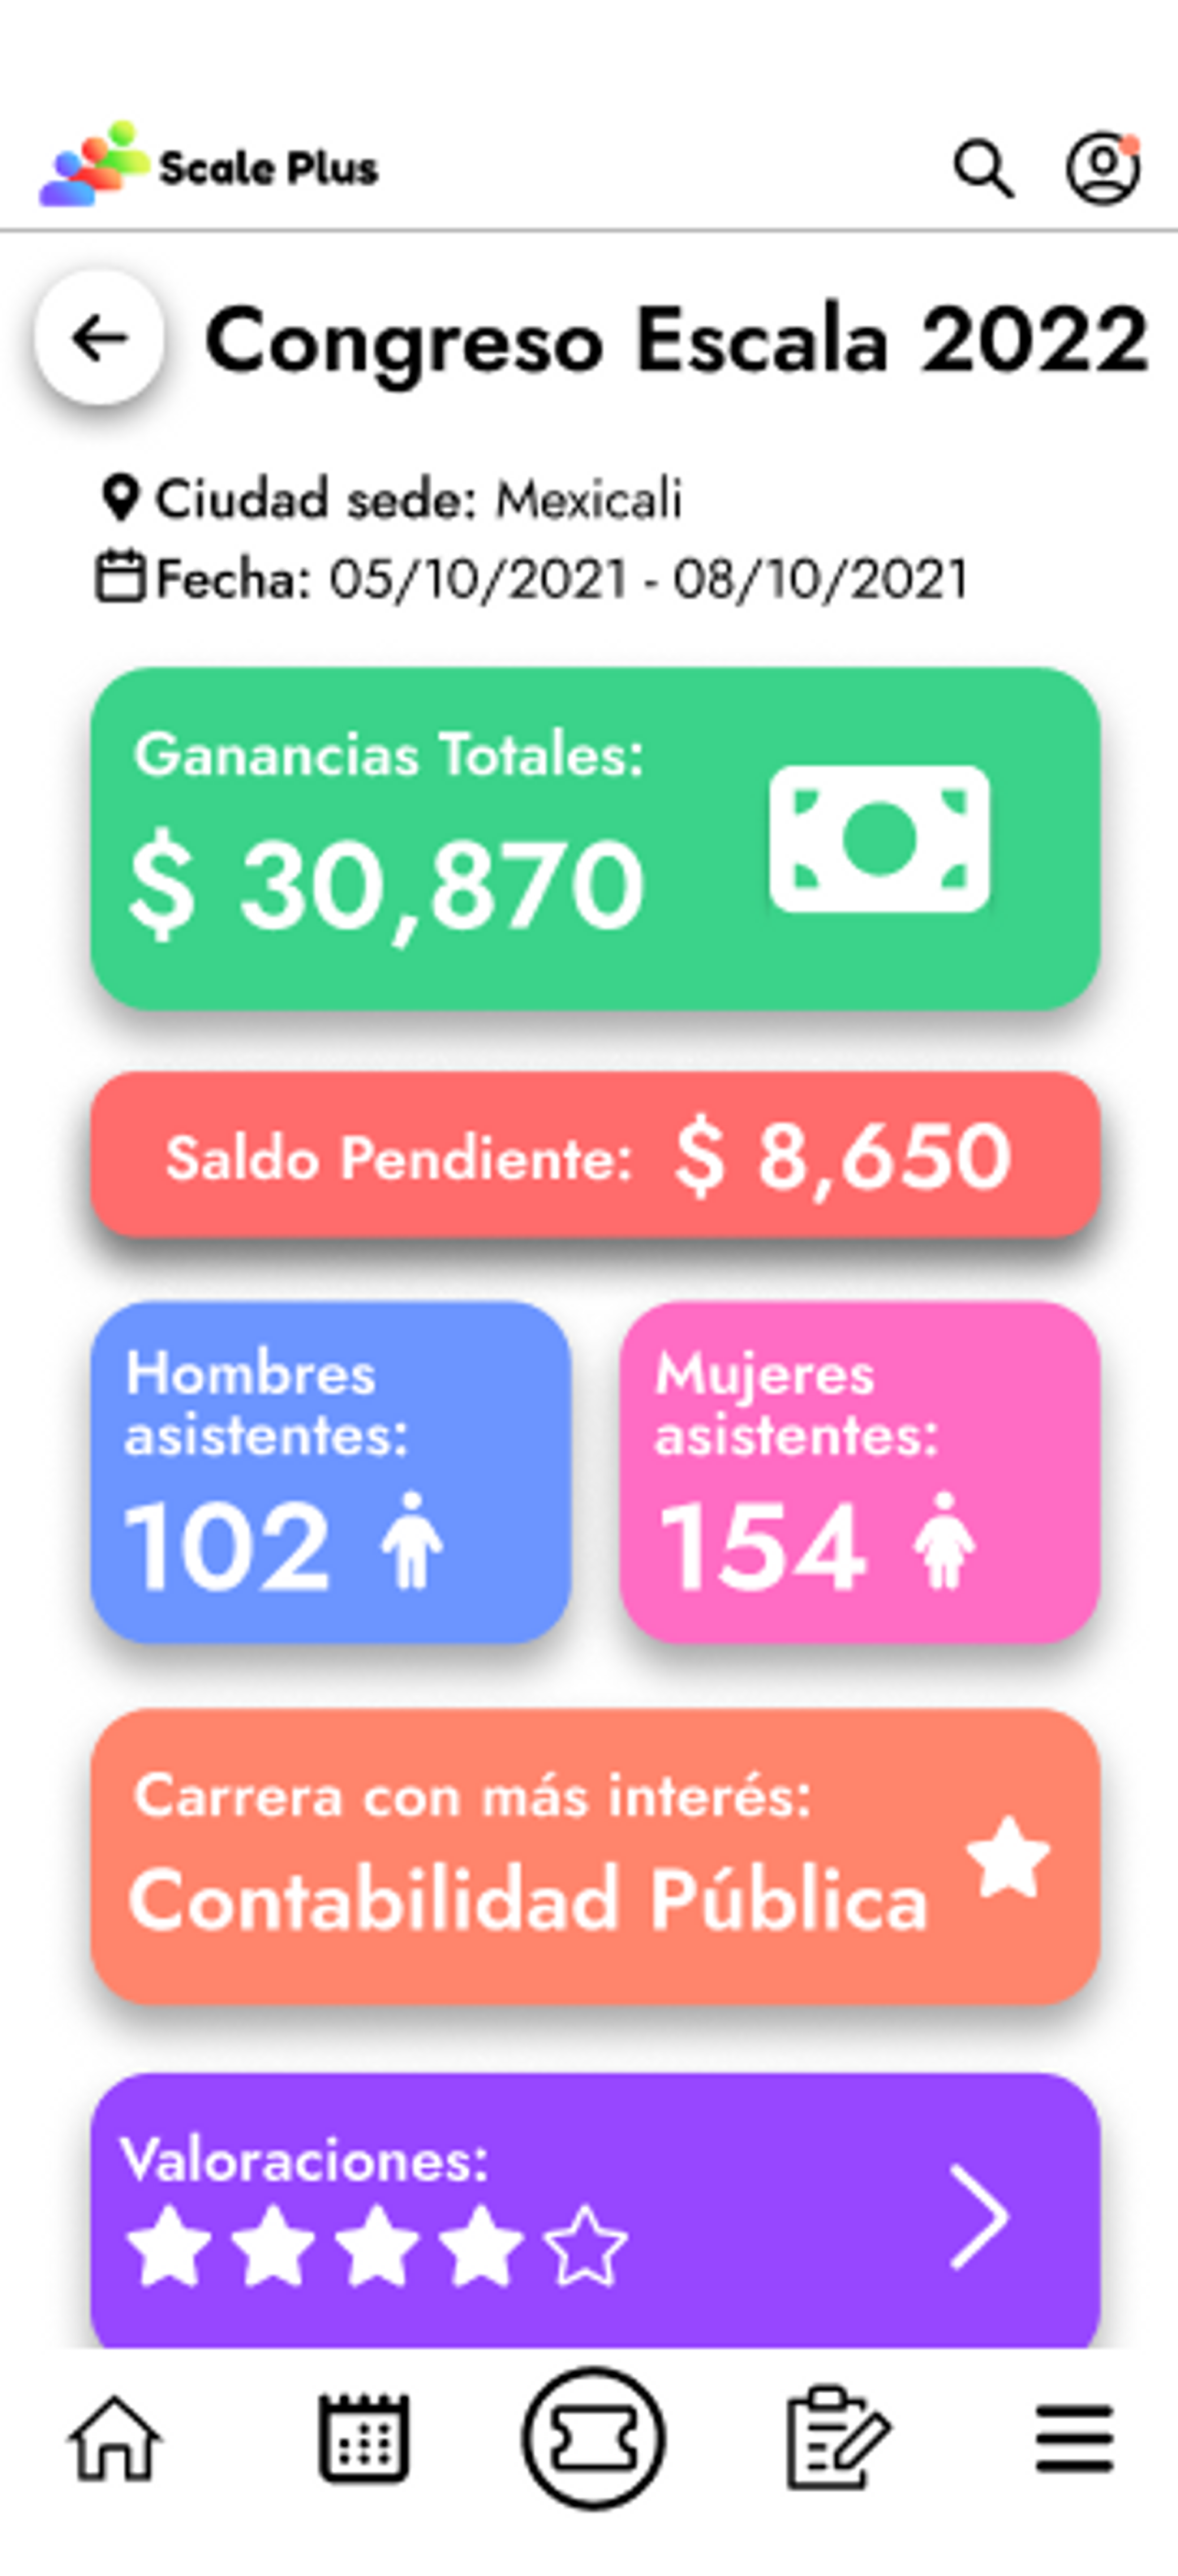 Scale Plus
Congreso Escala 2022
Ciudad sede: Mexicali
Fecha: 05/10/2021 - 08/10/2021
Ganancias Totales:
$ 30,870
Saldo Pendiente: $ 8,650
Hombres
asistentes:
102
Mujeres
asistentes:
154
Carrera con más interés:
Contabilidad Pública
Valoraciones: